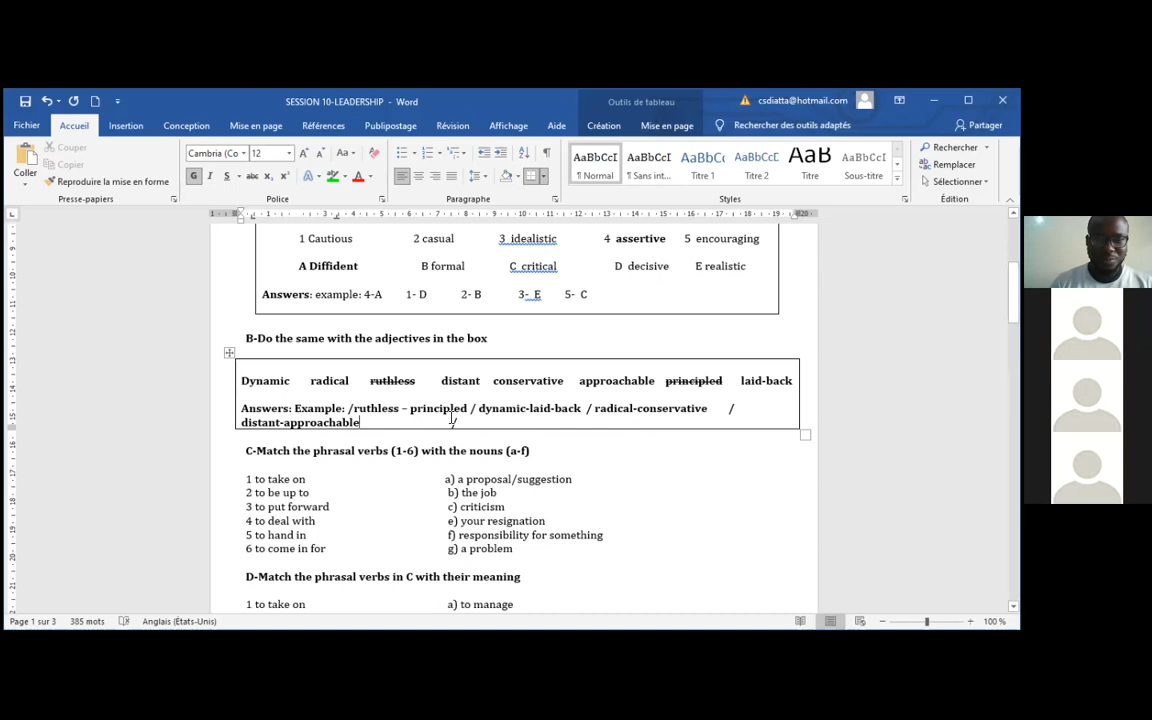 SESSION 10-LEADERSHIP - Word
Outils de tableau
csdiatta@hotmail.com
Fichier Accueil Insertion Conception Mise en page Références Publipostage Révision Affichage Aide Création Mise en page Rechercher des outils adaptés Partager
Coller
Couper
Copier
Reproduire la mise en forme
Presse-papiers
Cambria (Co 12
Police
Paragraphe
AaBbCcI AaBbCcI AaBbCc AaBbCcC AaB AaBbCcC
¶ Normal ¶ Sans int... Titre 1 Titre 2 Titre Sous-titre
Styles
Rechercher
Remplacer
Sélectionner
Édition
1 Cautious 2 casual 3 idealistic 4 assertive 5 encouraging
A Diffident B formal C critical D decisive E realistic
Answers: example: 4-A 1- D 2- B 3- E 5- C
B-Do the same with the adjectives in the box
Dynamic radical ruthless distant conservative approachable principled laid-back
Answers: Example: /ruthless – principled / dynamic-laid-back / radical-conservative /
distant-approachable /
C-Match the phrasal verbs (1-6) with the nouns (a-f)
1 to take on a) a proposal/suggestion
2 to be up to b) the job
3 to put forward c) criticism
4 to deal with e) your resignation
5 to hand in f) responsibility for something
6 to come in for g) a problem
D-Match the phrasal verbs in C with their meaning
1 to take on a) to manage
Page 1 sur 3 385 mots Anglais (États-Unis) 100 %